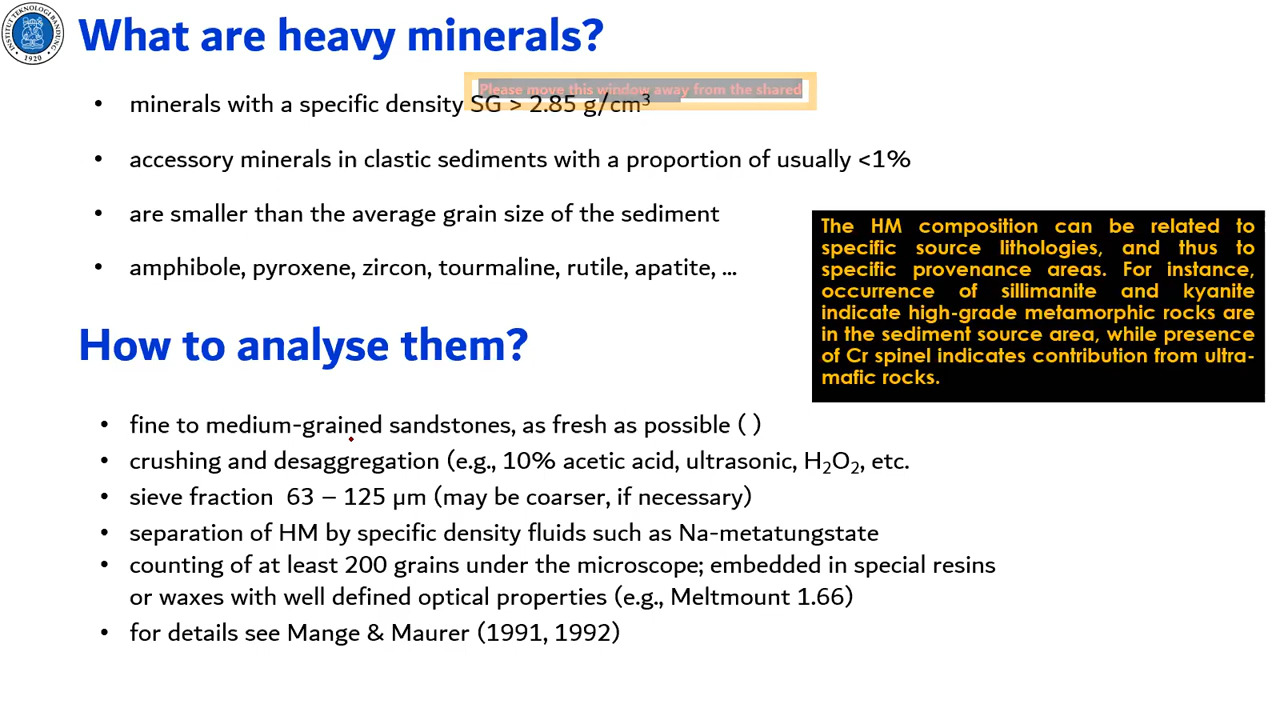 INSTITUT TEKNOLOGI BANDUNG
1920
What are heavy minerals?
Please move this window away from the shared
• minerals with a specific density SG > 2.85 g/cm³
• accessory minerals in clastic sediments with a proportion of usually <1%
• are smaller than the average grain size of the sediment
• amphibole, pyroxene, zircon, tourmaline, rutile, apatite, ...
The HM composition can be related to
specific source lithologies, and thus to
specific provenance areas. For instance,
occurrence of sillimanite and kyanite
indicate high-grade metamorphic rocks are
in the sediment source area, while presence
of Cr spinel indicates contribution from ultra-
mafic rocks.
How to analyse them?
• fine to medium-grained sandstones, as fresh as possible ( )
• crushing and desaggregation (e.g., 10% acetic acid, ultrasonic, H₂O₂, etc.
• sieve fraction 63 – 125 µm (may be coarser, if necessary)
• separation of HM by specific density fluids such as Na-metatungstate
• counting of at least 200 grains under the microscope; embedded in special resins
or waxes with well defined optical properties (e.g., Meltmount 1.66)
• for details see Mange & Maurer (1991, 1992)